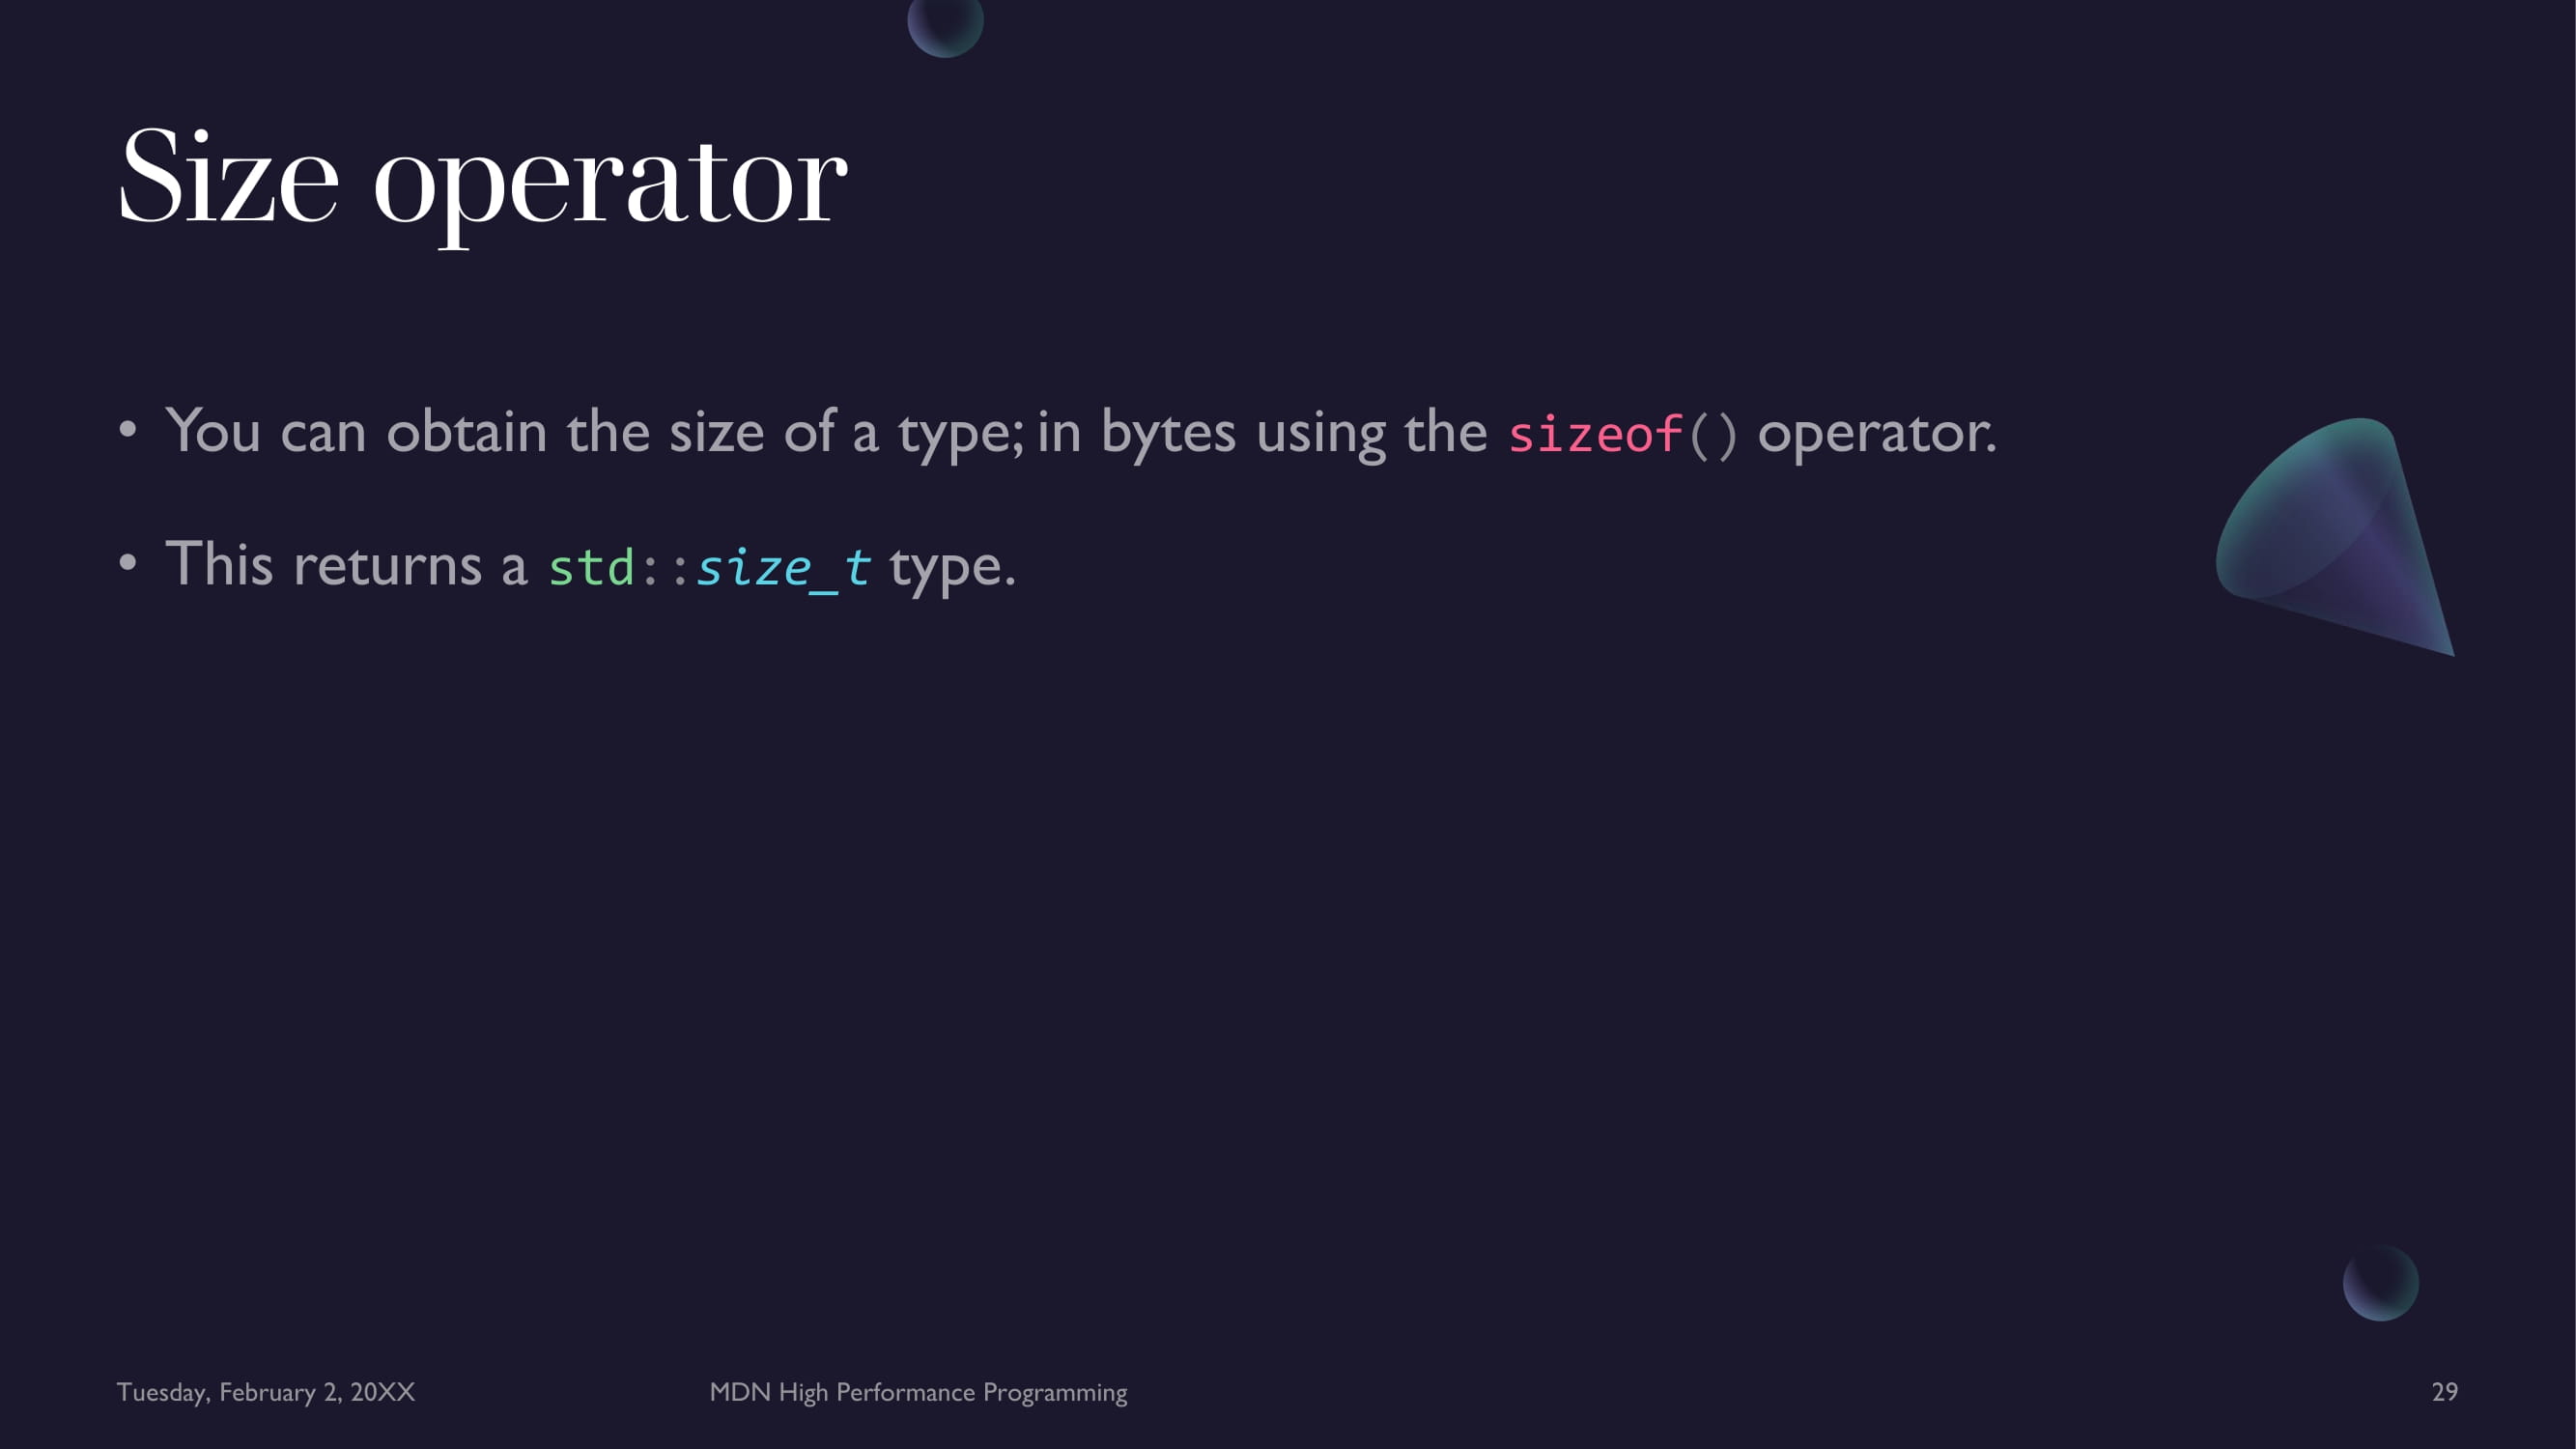 Size operator
• You can obtain the size of a type; in bytes using the sizeof() operator.
• This returns a std::size_t type.
Tuesday, February 2, 20XX
MDN High Performance Programming
29